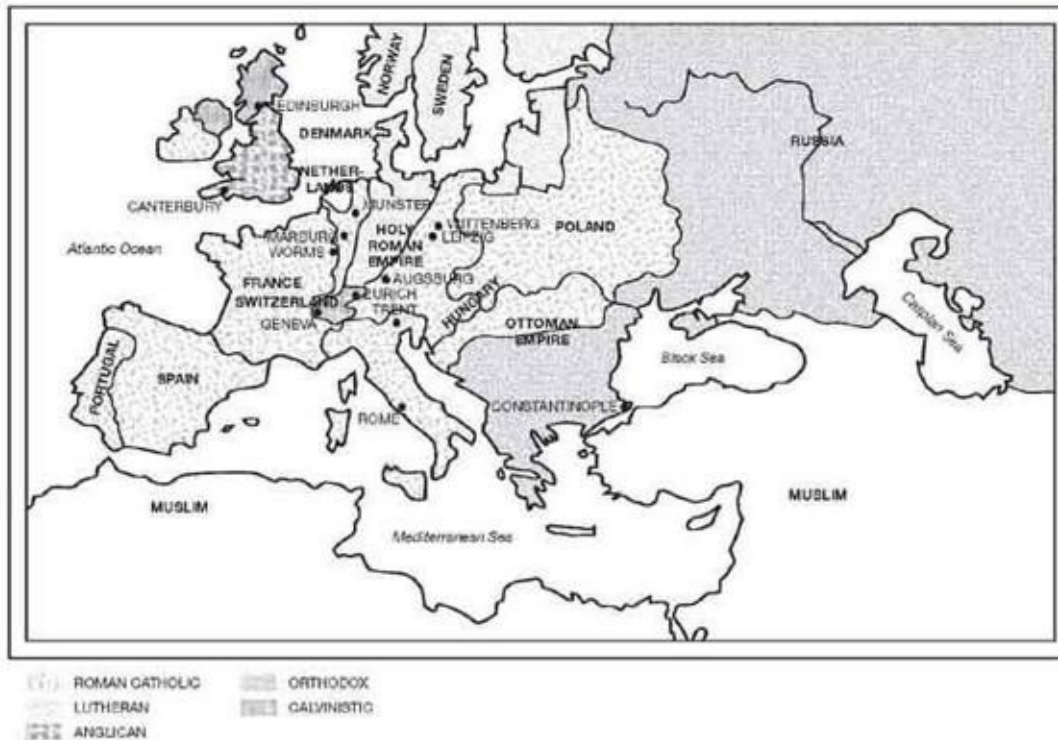 NORWAY
SWEDEN
EDINBURGH
DENMARK
RUSSIA
NETHER-
LANDS
CANTERBURY
MUNSTER
WITTENBERG
MARBURG
HOLY
LEIPZIG
POLAND
Atlantic Ocean
WORMS
ROMAN
EMPIRE
AUGSBURG
FRANCE
ZURICH
SWITZERLAND
TRENT
HUNGARY
GENEVA
OTTOMAN
EMPIRE
Caspian Sea
Black Sea
PORTUGAL
SPAIN
ROME
CONSTANTINOPLE
MUSLIM
MUSLIM
Mediterranean Sea
ROMAN CATHOLIC
ORTHODOX
LUTHERAN
CALVINISTIC
ANGLICAN